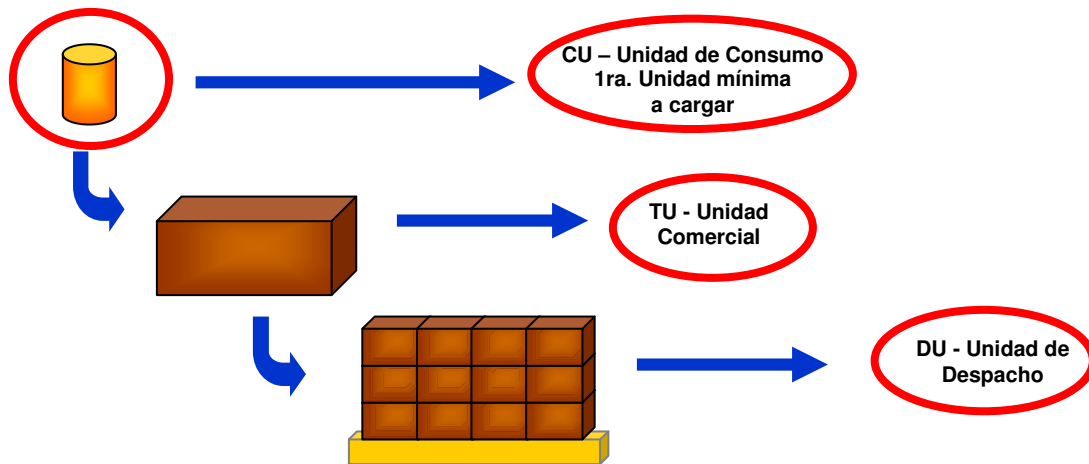 CU – Unidad de Consumo
1ra. Unidad mínima
a cargar
TU - Unidad
Comercial
DU - Unidad de
Despacho